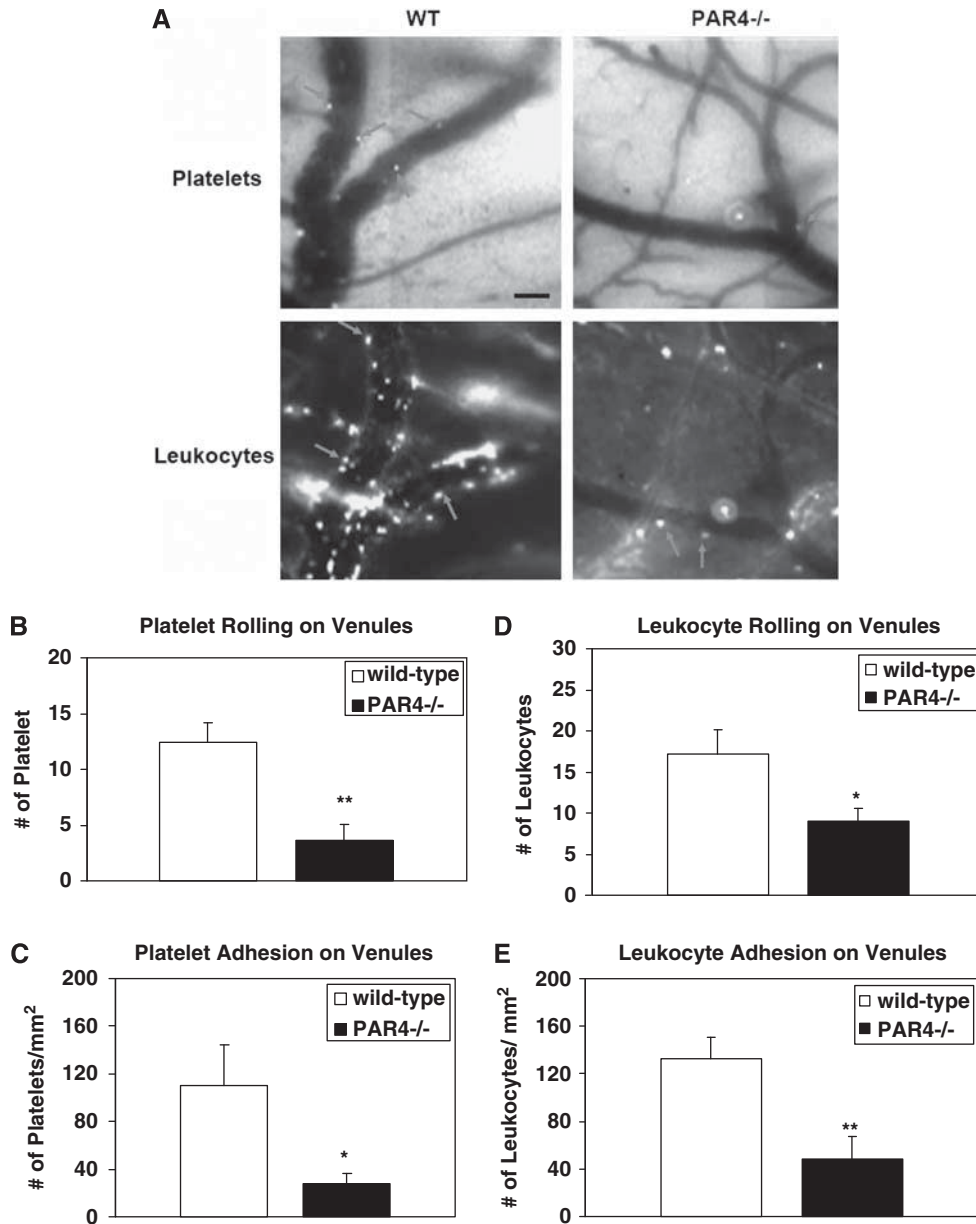 A
WT
PAR4-/-
Platelets
Leukocytes
B
Platelet Rolling on Venules
# of Platelet
20
15
10
5
0
wild-type
PAR4-/-
**
D
Leukocyte Rolling on Venules
# of Leukocytes
30
25
20
15
10
5
0
wild-type
PAR4-/-
*
C
Platelet Adhesion on Venules
# of Platelets/mm²
200
160
120
80
40
0
wild-type
PAR4-/-
*
E
Leukocyte Adhesion on Venules
# of Leukocytes/ mm²
200
160
120
80
40
0
wild-type
PAR4-/-
**